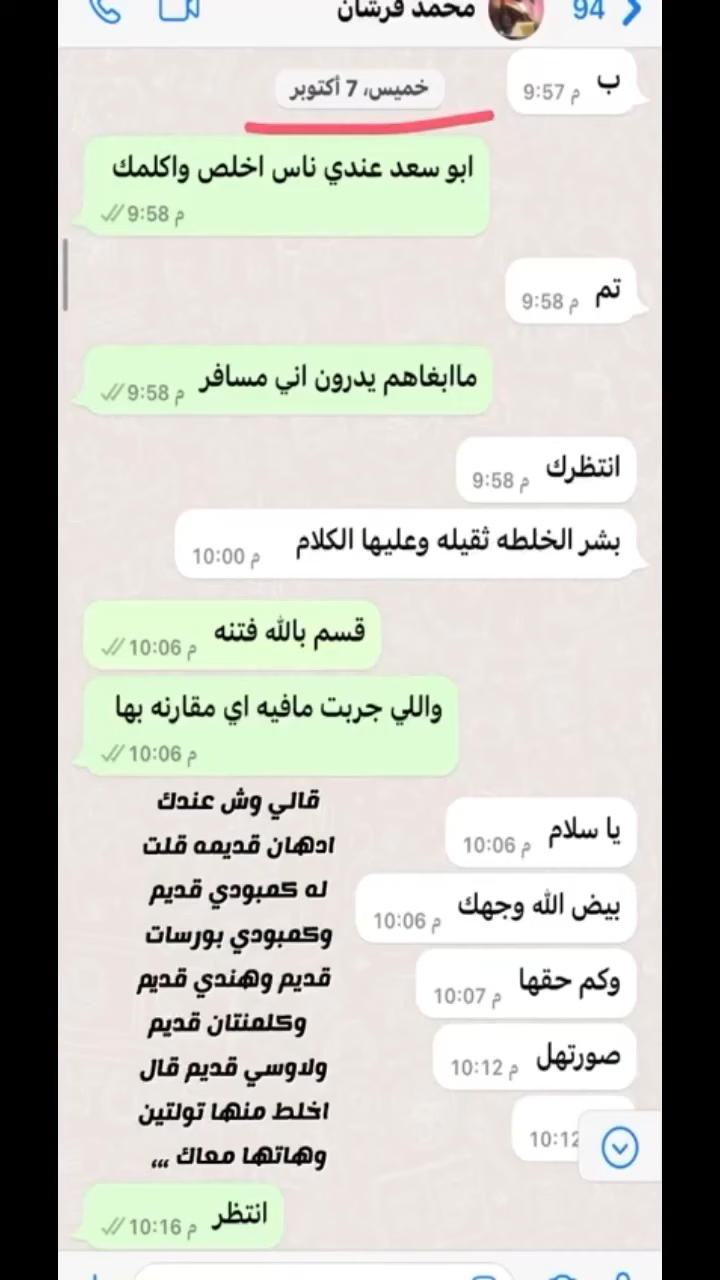 محمد فرشان
94
ب
9:57 م
خميس، 7 أكتوبر
ابو سعد عندي ناس اخلص واكلمك
9:58 م
تم
9:58 م
ماابغاهم يدرون اني مسافر
9:58 م
انتظرك
9:58 م
بشر الخلطه ثقيله وعليها الكلام
10:00 م
قسم بالله فتنه
10:06 م
واللي جربت مافيه اي مقارنه بها
10:06 م
يا سلام
10:06 م
بيض الله وجهك
10:06 م
وكم حقها
10:07 م
صورتهل
10:12 م
10:12
قالي وش عندك
ادهان قديمه قلت
له كمبودي قديم
وكمبودي بورسات
قديم وهندي قديم
وكلمنتان قديم
ولاوسي قديم قال
اخلط منها تولتين
وهاتها معاك ,,,
انتظر
10:16 م